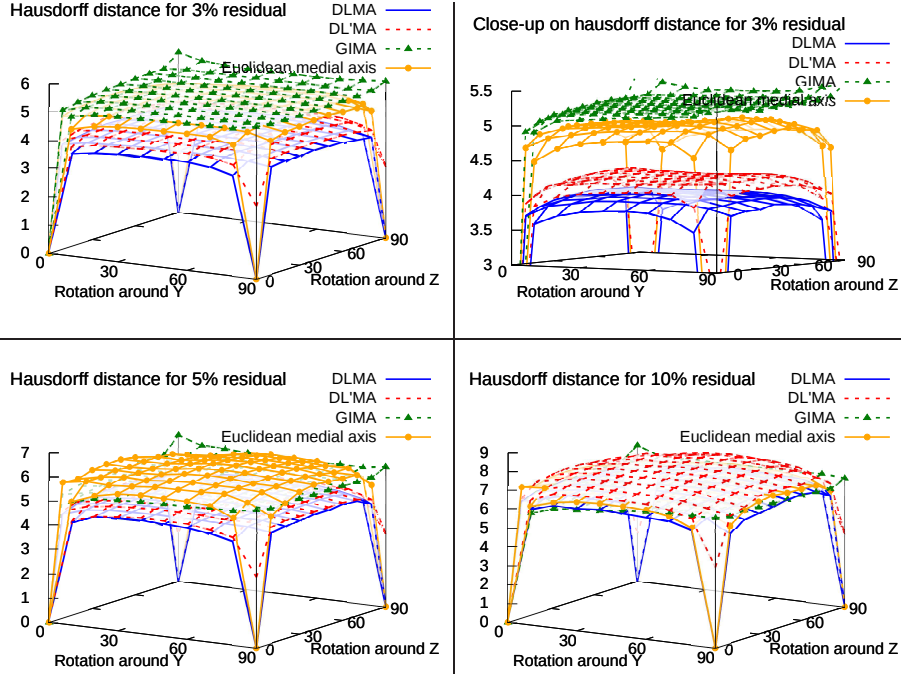 Hausdorff distance for 3% residual
DLMA
DL'MA
GIMA
Euclidean medial axis
6
5
4
3
2
1
0
0
30
60
90
Rotation around Y
0
30
60
90
Rotation around Z
Close-up on hausdorff distance for 3% residual
DLMA
DL'MA
GIMA
Euclidean medial axis
5.5
5
4.5
4
3.5
3
0
30
60
90
Rotation around Y
0
30
60
90
Rotation around Z
Hausdorff distance for 5% residual
DLMA
DL'MA
GIMA
Euclidean medial axis
7
6
5
4
3
2
1
0
0
30
60
90
Rotation around Y
0
30
60
90
Rotation around Z
Hausdorff distance for 10% residual
DLMA
DL'MA
GIMA
Euclidean medial axis
9
8
7
6
5
4
3
2
1
0
0
30
60
90
Rotation around Y
0
30
60
90
Rotation around Z